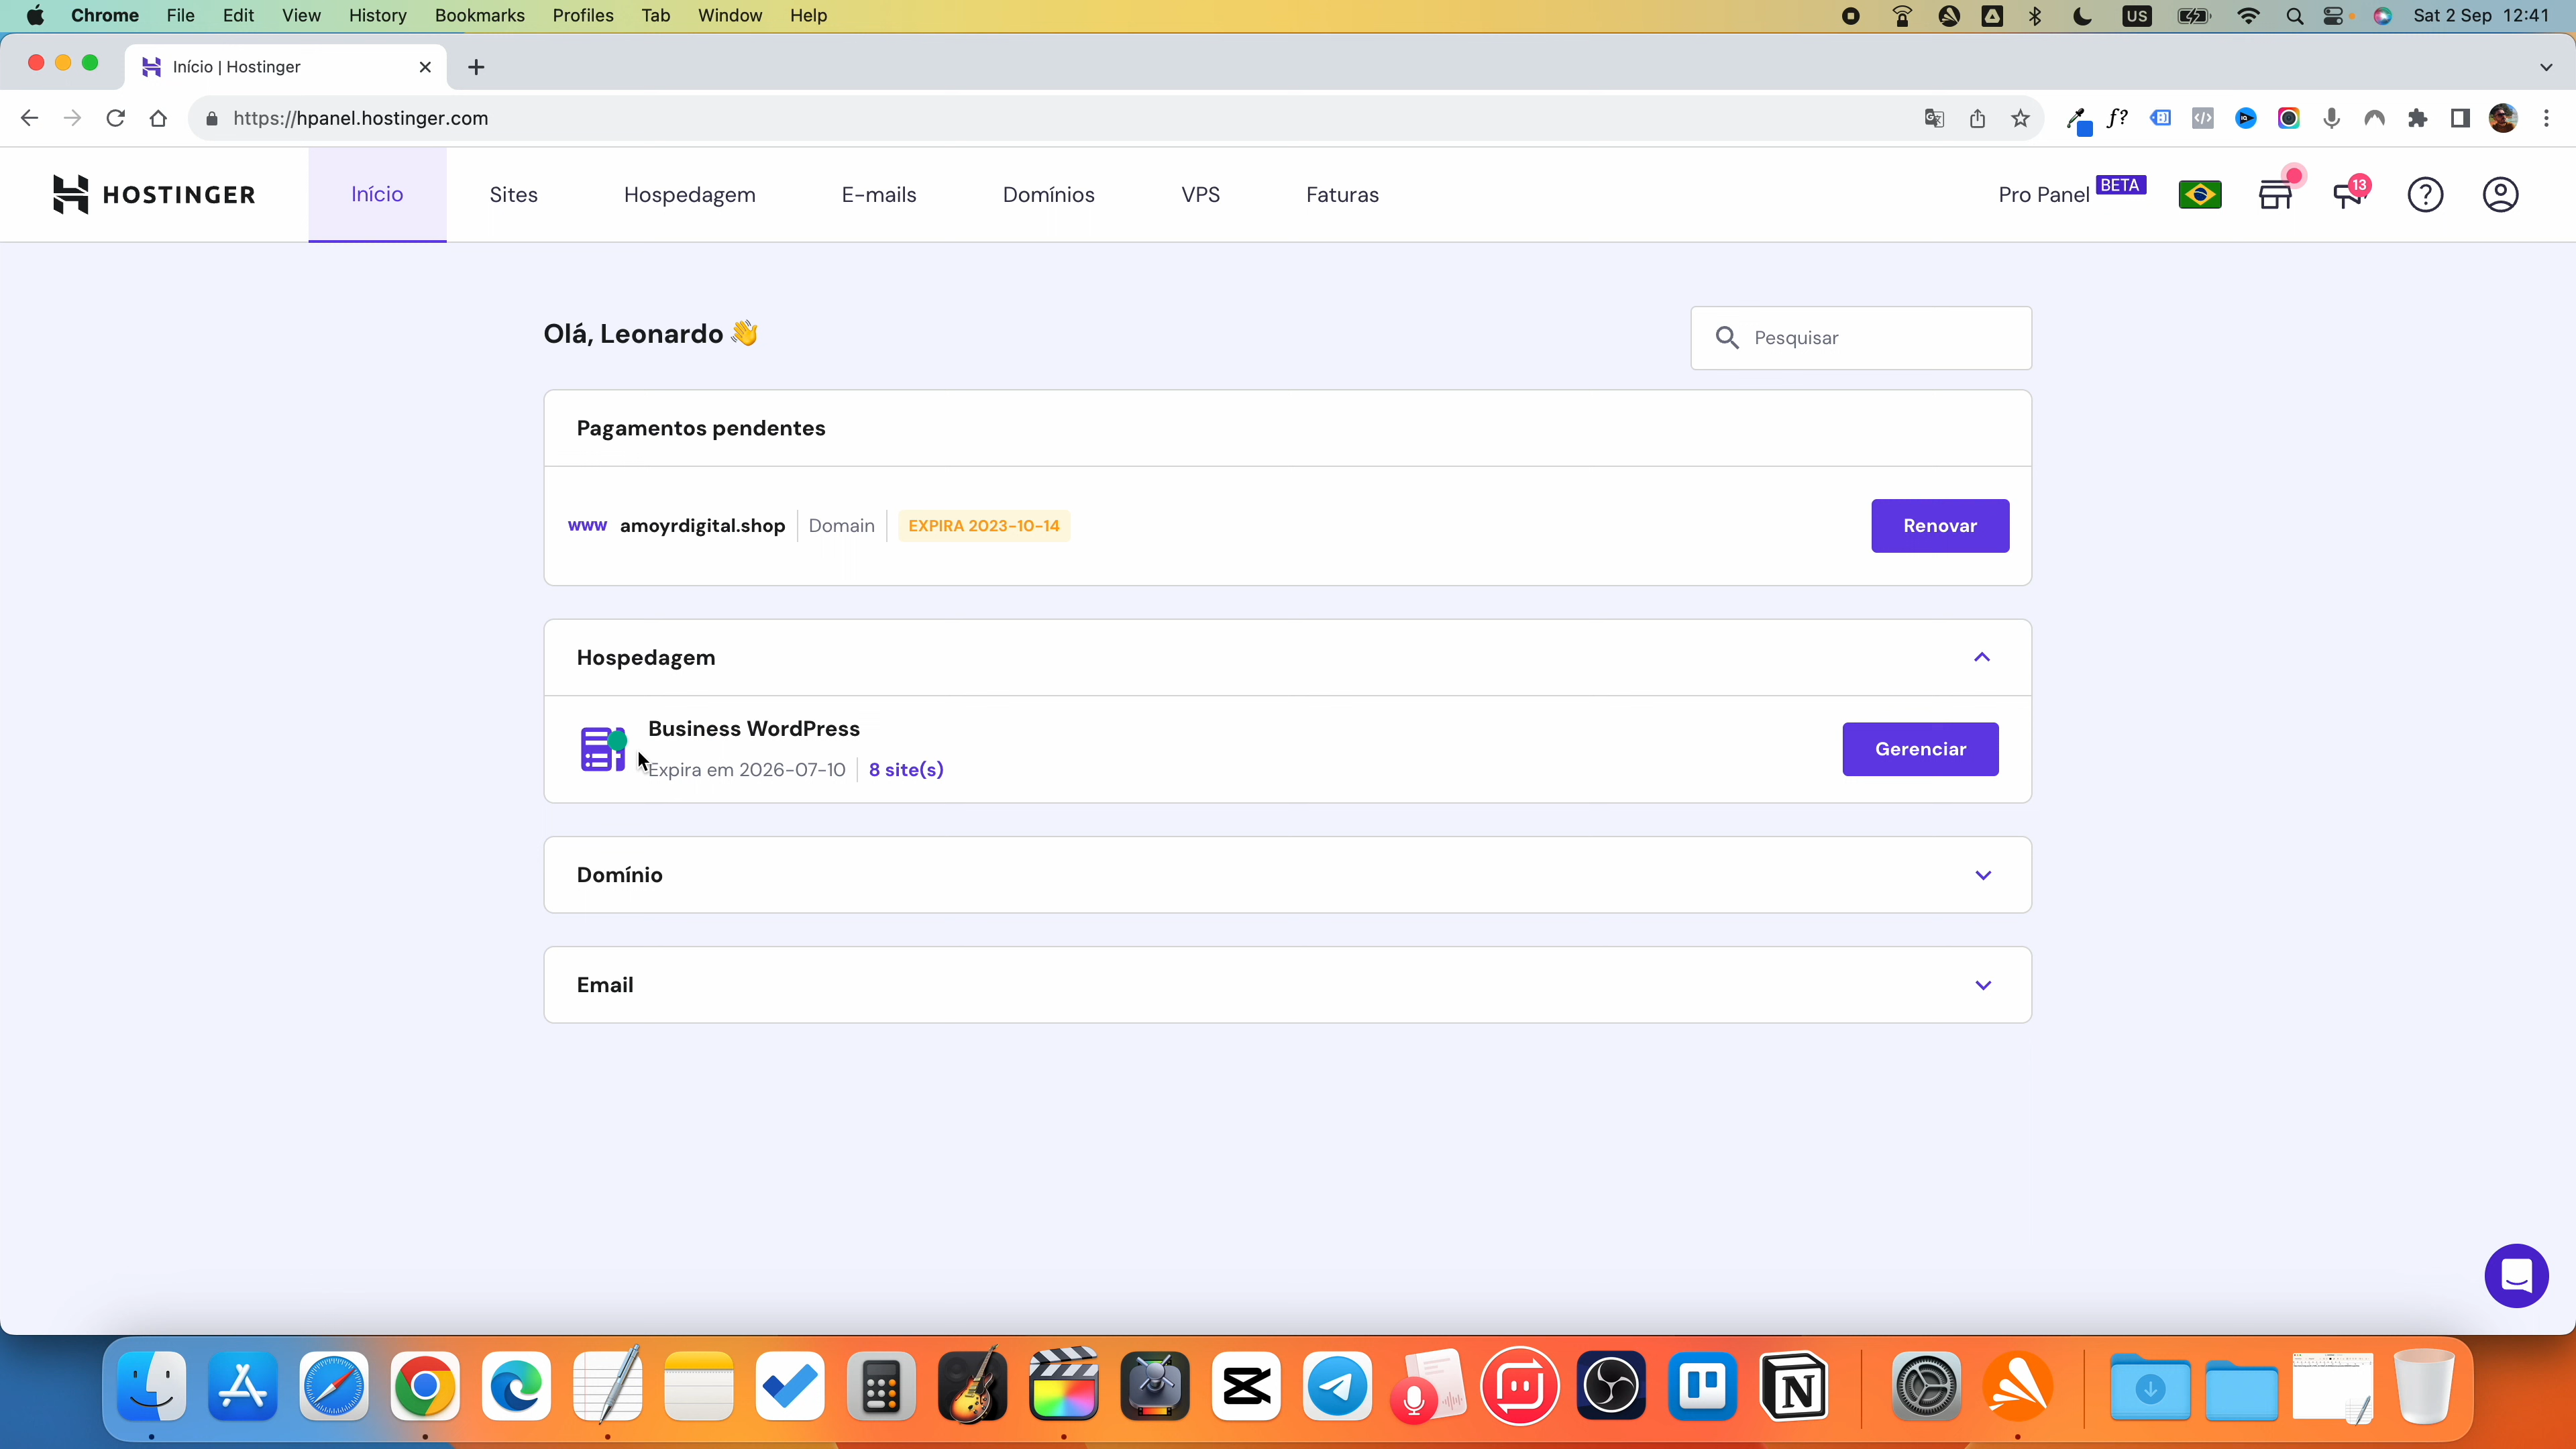 Chrome File Edit View History Bookmarks Profiles Tab Window Help US Sat 2 Sep 12:41
Início | Hostinger
https://hpanel.hostinger.com f?
HOSTINGER Início Sites Hospedagem E-mails Domínios VPS Faturas Pro Panel BETA 13
Olá, Leonardo 👋 Pesquisar
Pagamentos pendentes
www amoyrdigital.shop Domain EXPIRA 2023-10-14 Renovar
Hospedagem
Business WordPress
Expira em 2026-07-10 8 site(s) Gerenciar
Domínio
Email